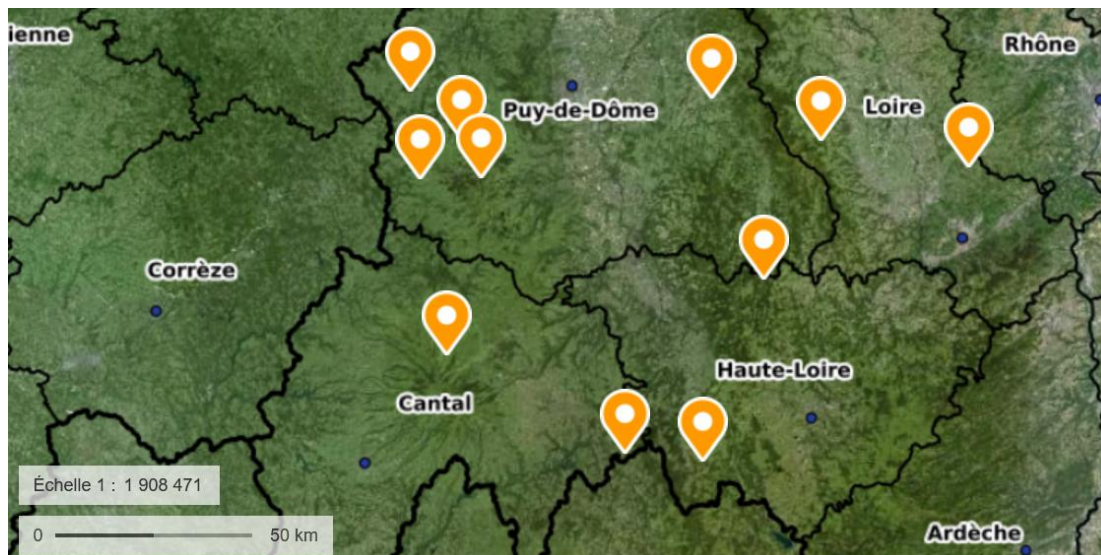 ienne
Rhône
Puy-de-Dôme
Loire
Corrèze
Haute-Loire
Cantal
Échelle 1 : 1 908 471
0 50 km
Ardèche